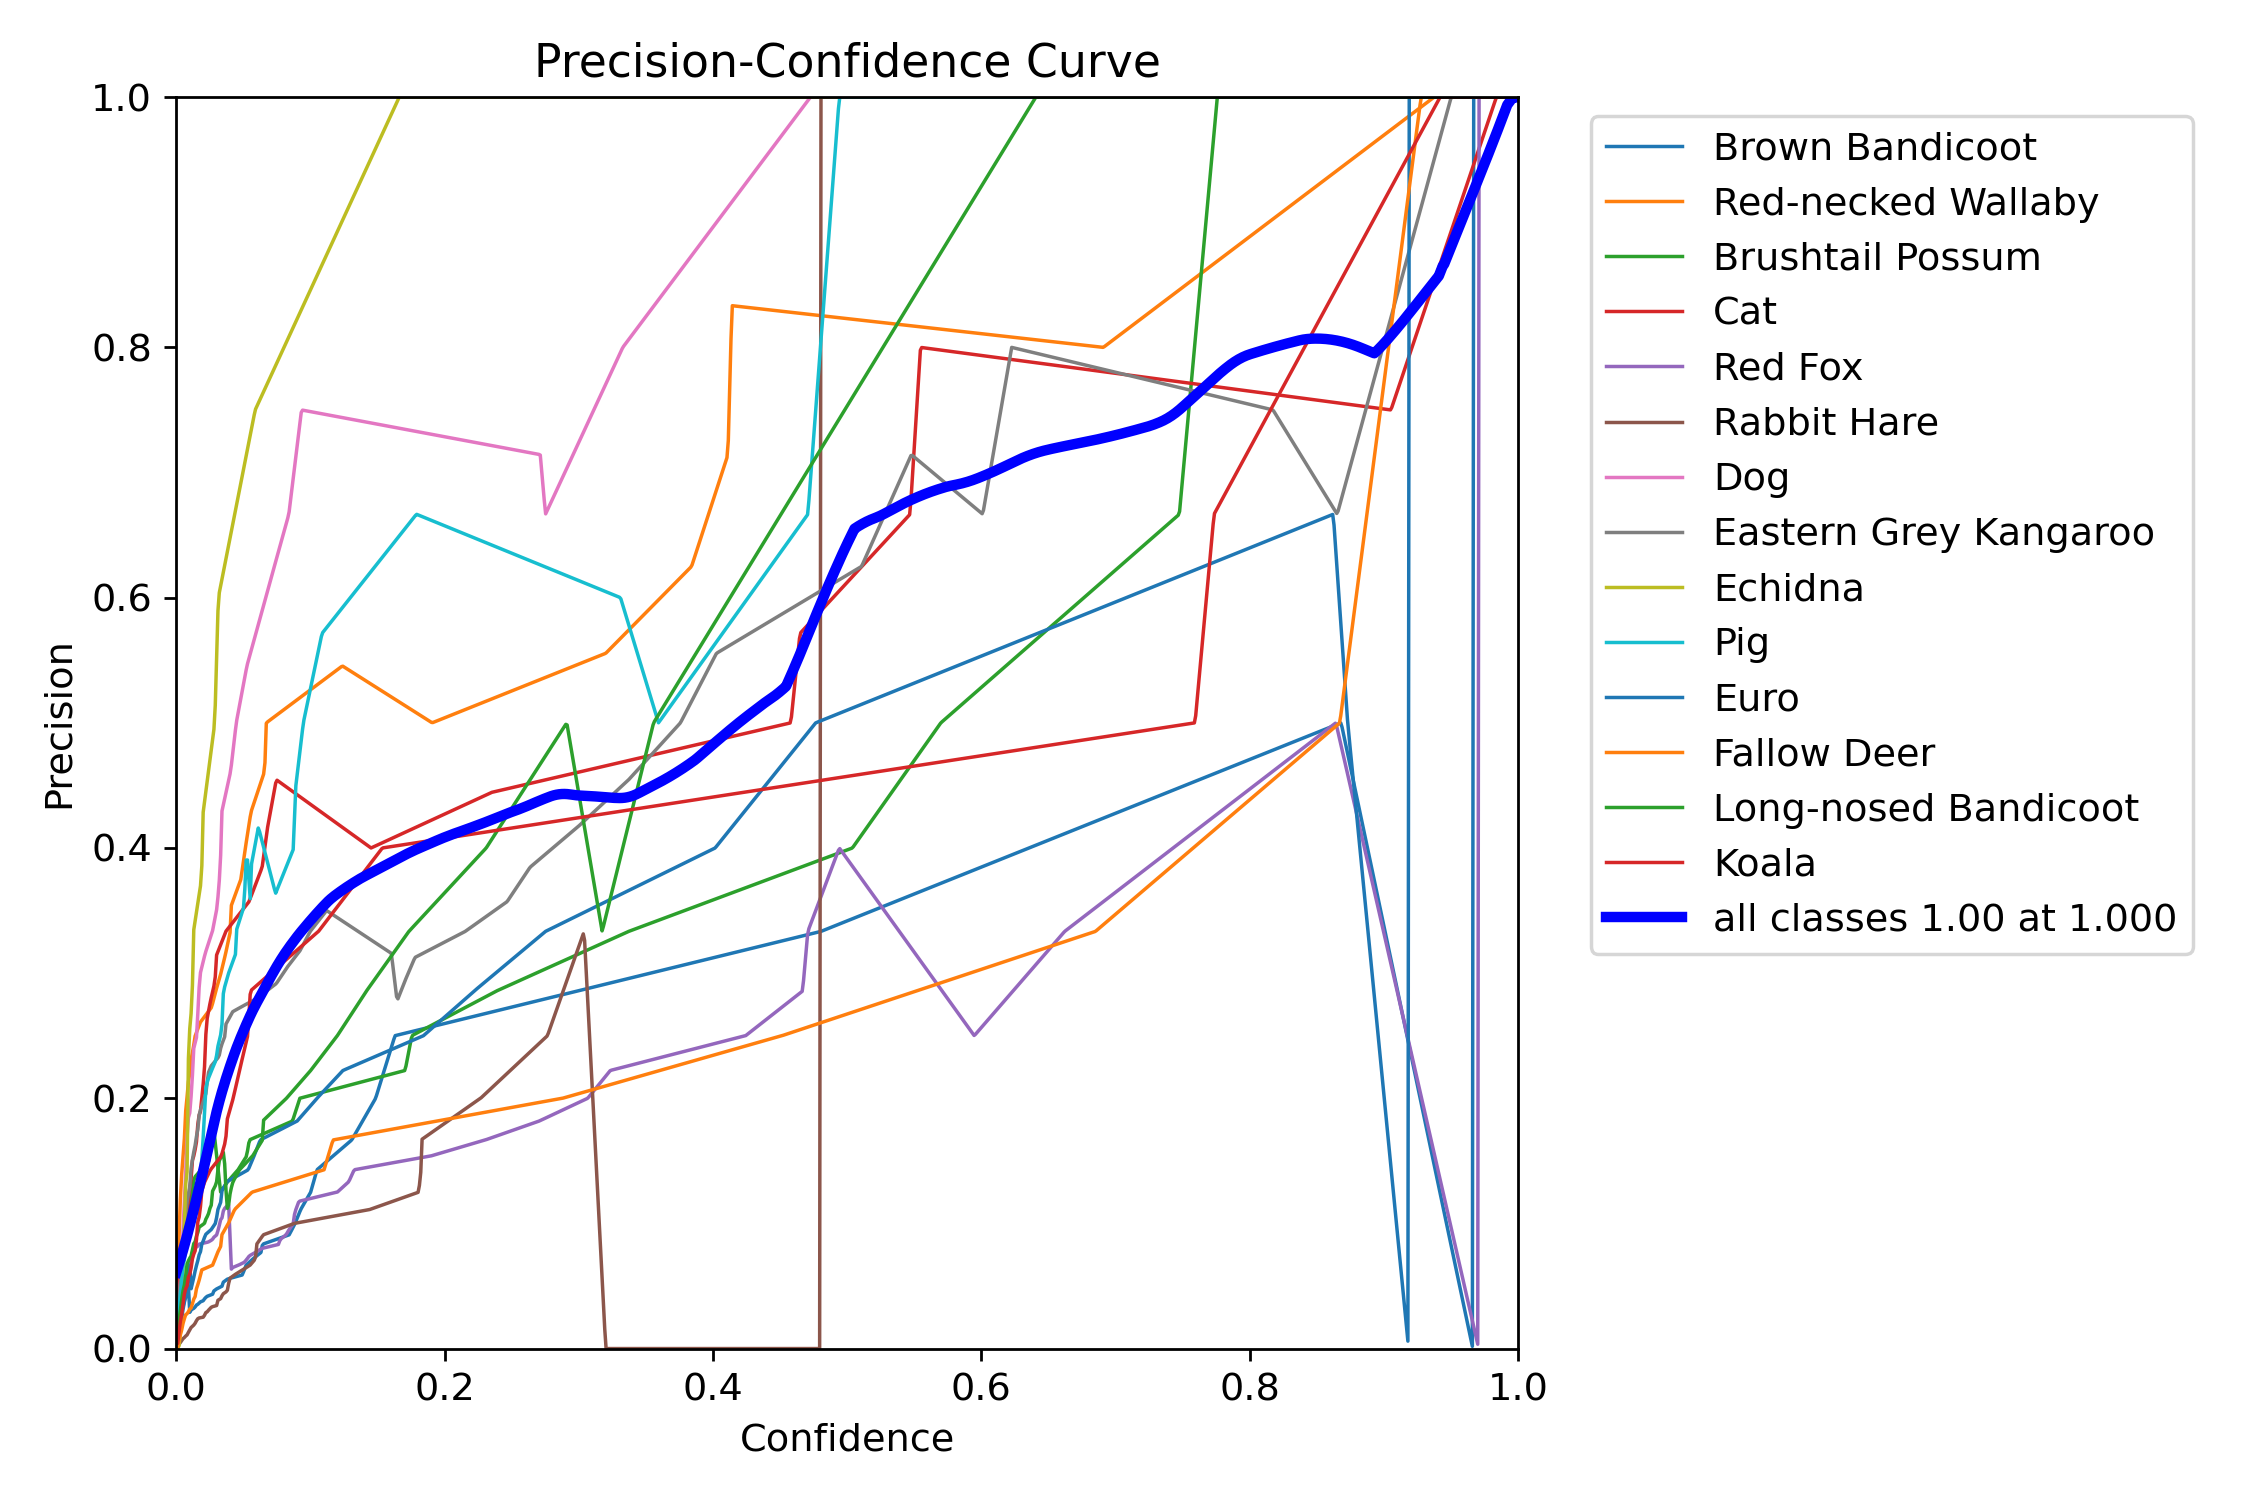 Precision-Confidence Curve
1.0
0.8
0.6
0.4
0.2
0.0
Precision
0.0 0.2 0.4 0.6 0.8 1.0
Confidence
Brown Bandicoot
Red-necked Wallaby
Brushtail Possum
Cat
Red Fox
Rabbit Hare
Dog
Eastern Grey Kangaroo
Echidna
Pig
Euro
Fallow Deer
Long-nosed Bandicoot
Koala
all classes 1.00 at 1.000